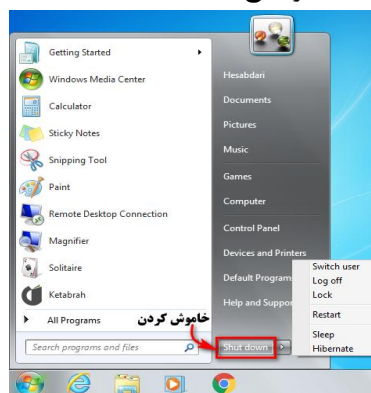 Getting Started
Windows Media Center
Calculator
Sticky Notes
Snipping Tool
Paint
Remote Desktop Connection
Magnifier
Solitaire
Ketabrah
All Programs
خاموش کردن
Search programs and files
Hesabdari
Documents
Pictures
Music
Games
Computer
Control Panel
Devices and Printers
Default Program
Help and Suppor
Shut down
Switch user
Log off
Lock
Restart
Sleep
Hibernate